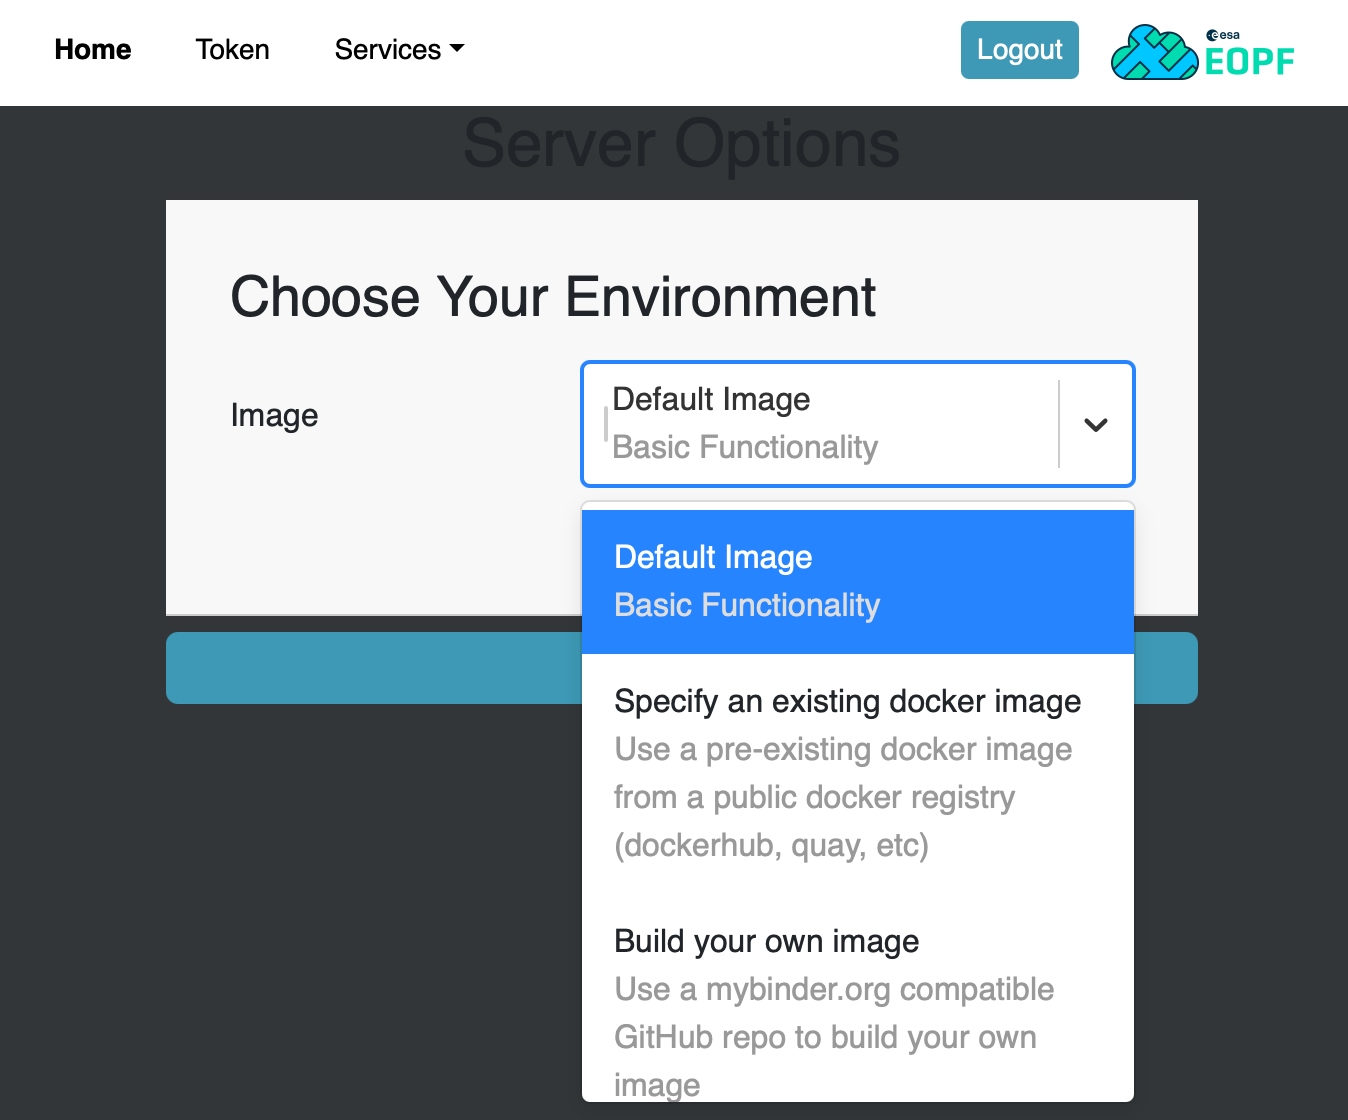 Home Token Services Logout esa
EOPF
Server Options
Choose Your Environment
Image
Default Image
Basic Functionality
Default Image
Basic Functionality
Specify an existing docker image
Use a pre-existing docker image
from a public docker registry
(dockerhub, quay, etc)
Build your own image
Use a mybinder.org compatible
GitHub repo to build your own
image